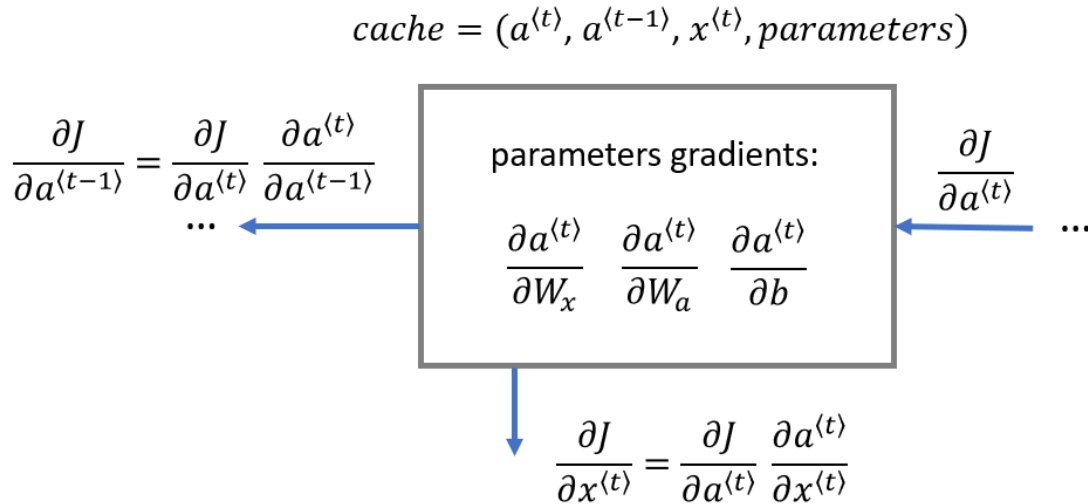 cache = (a^⟨t⟩, a^⟨t−1⟩, x^⟨t⟩, parameters)
∂J/∂a^⟨t−1⟩ = ∂J/∂a^⟨t⟩ ∂a^⟨t⟩/∂a^⟨t−1⟩
...
parameters gradients:
∂a^⟨t⟩/∂W_x ∂a^⟨t⟩/∂W_a ∂a^⟨t⟩/∂b
∂J/∂a^⟨t⟩
...
∂J/∂x^⟨t⟩ = ∂J/∂a^⟨t⟩ ∂a^⟨t⟩/∂x^⟨t⟩